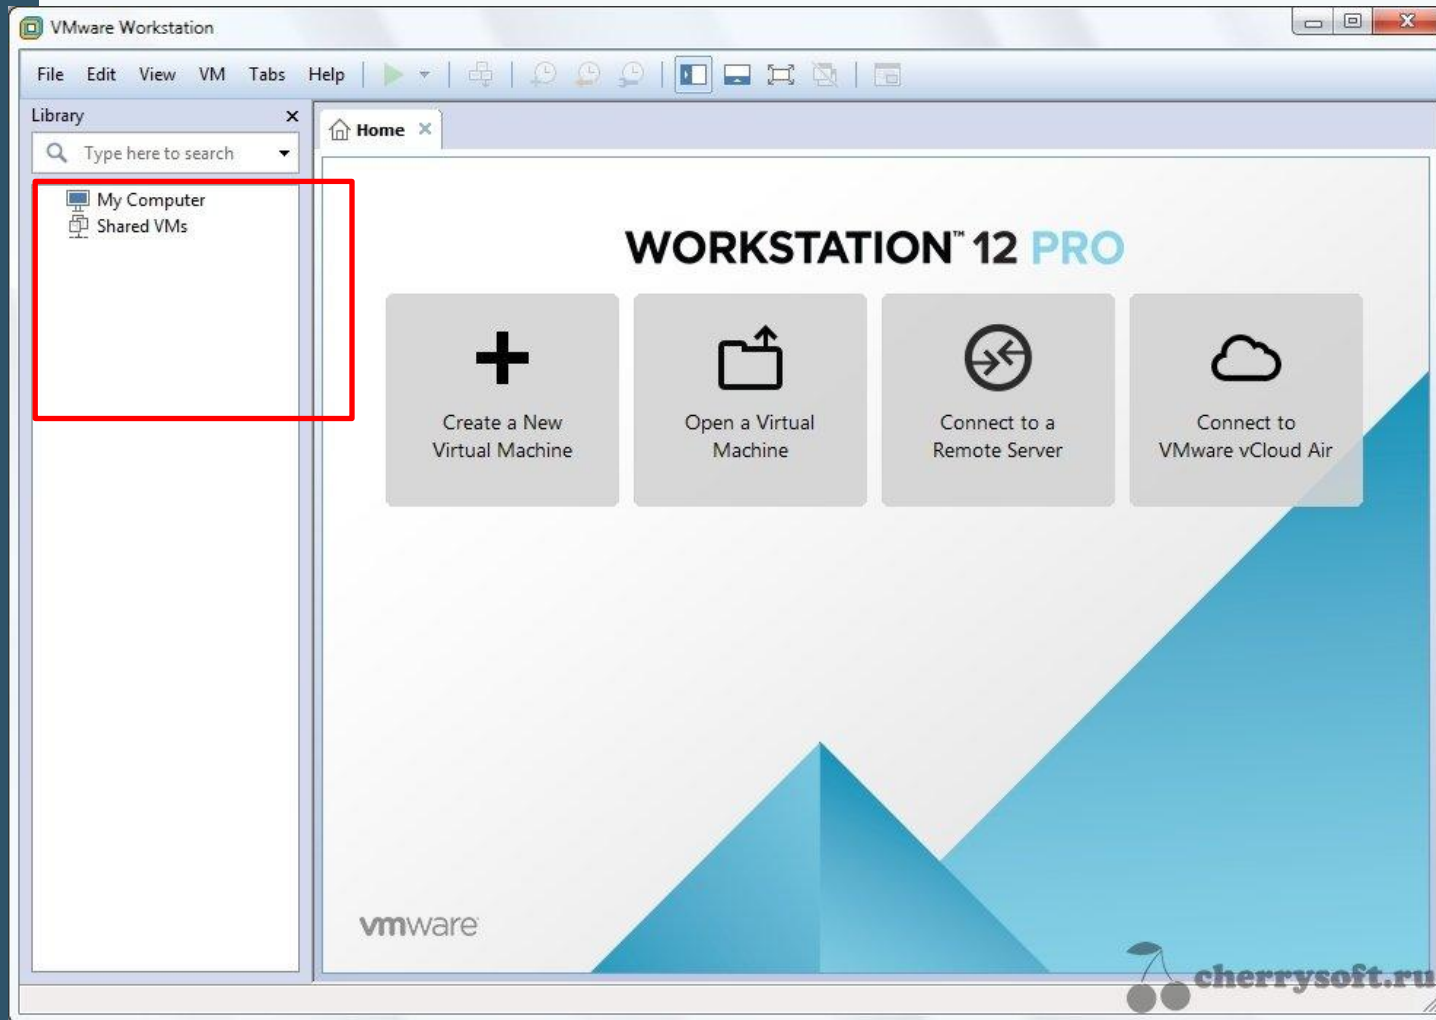 VMware Workstation
File Edit View VM Tabs Help
Library
Home
Type here to search
My Computer
Shared VMs
WORKSTATION™ 12 PRO
Create a New
Virtual Machine
Open a Virtual
Machine
Connect to a
Remote Server
Connect to
VMware vCloud Air
vmware
cherrysoft.ru